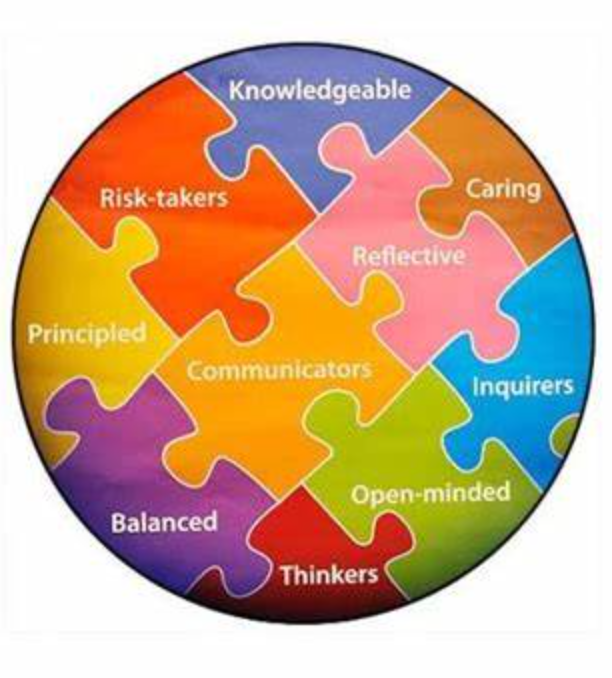 Knowledgeable
Risk-takers
Caring
Reflective
Principled
Communicators
Inquirers
Open-minded
Balanced
Thinkers